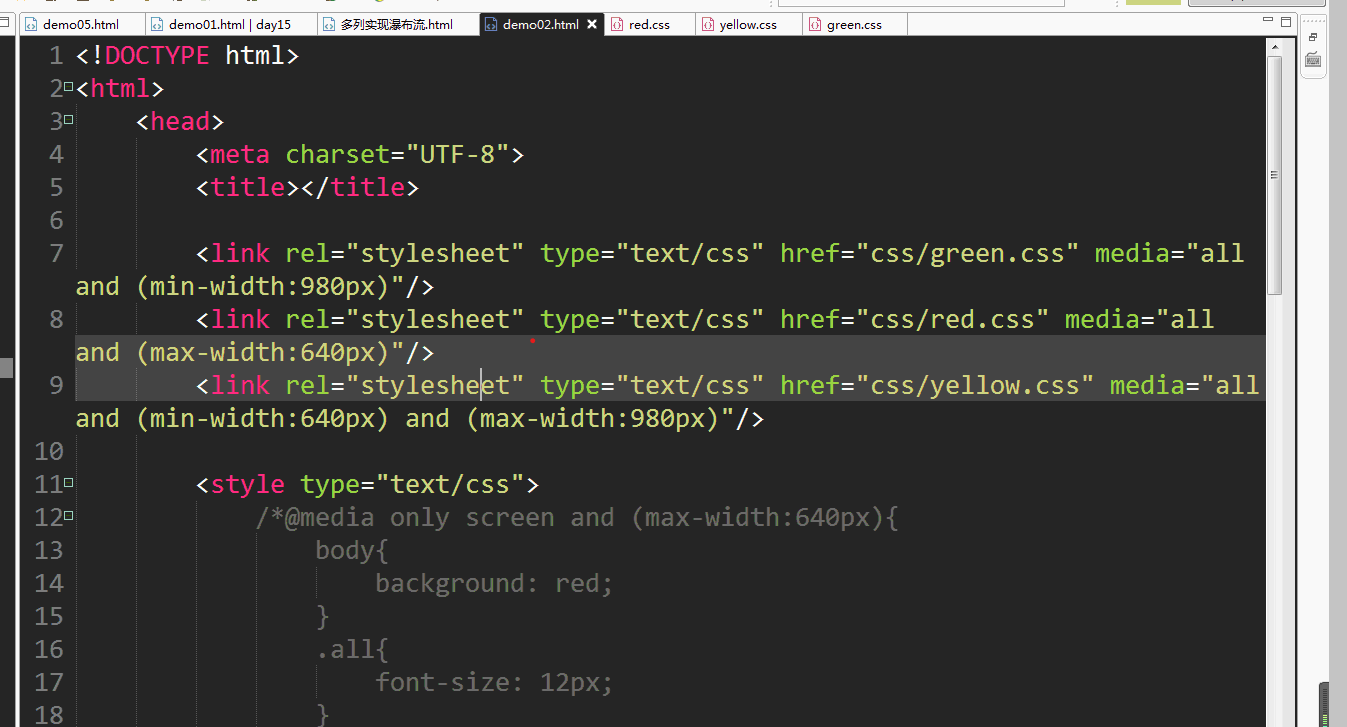 demo05.html demo01.html | day15 多列实现瀑布流.html demo02.html red.css yellow.css green.css
1 <!DOCTYPE html>
2 <html>
3 <head>
4 <meta charset="UTF-8">
5 <title></title>
6
7 <link rel="stylesheet" type="text/css" href="css/green.css" media="all
and (min-width:980px)"/>
8 <link rel="stylesheet" type="text/css" href="css/red.css" media="all
and (max-width:640px)"/>
9 <link rel="stylesheet" type="text/css" href="css/yellow.css" media="all
and (min-width:640px) and (max-width:980px)"/>
10
11 <style type="text/css">
12 /*@media only screen and (max-width:640px){
13 body{
14 background: red;
15 }
16 .all{
17 font-size: 12px;
18 }